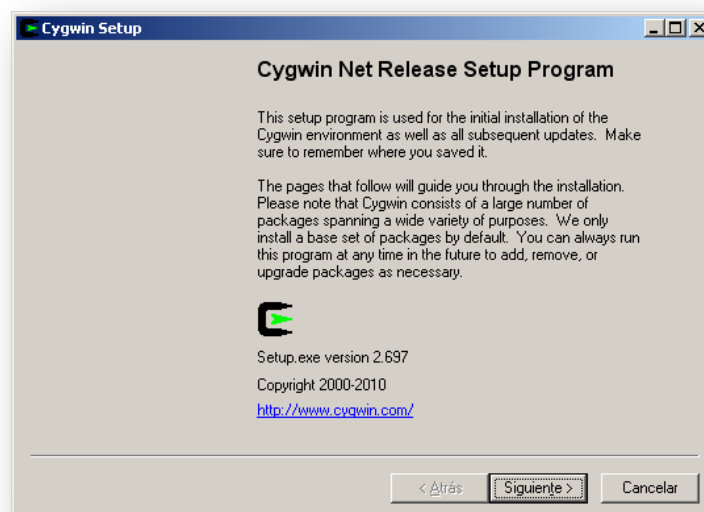 Cygwin Setup
Cygwin Net Release Setup Program
This setup program is used for the initial installation of the
Cygwin environment as well as all subsequent updates. Make
sure to remember where you saved it.
The pages that follow will guide you through the installation.
Please note that Cygwin consists of a large number of
packages spanning a wide variety of purposes. We only
install a base set of packages by default. You can always run
this program at any time in the future to add, remove, or
upgrade packages as necessary.
Setup.exe version 2.697
Copyright 2000-2010
http://www.cygwin.com/
< Atrás
Siguiente >
Cancelar